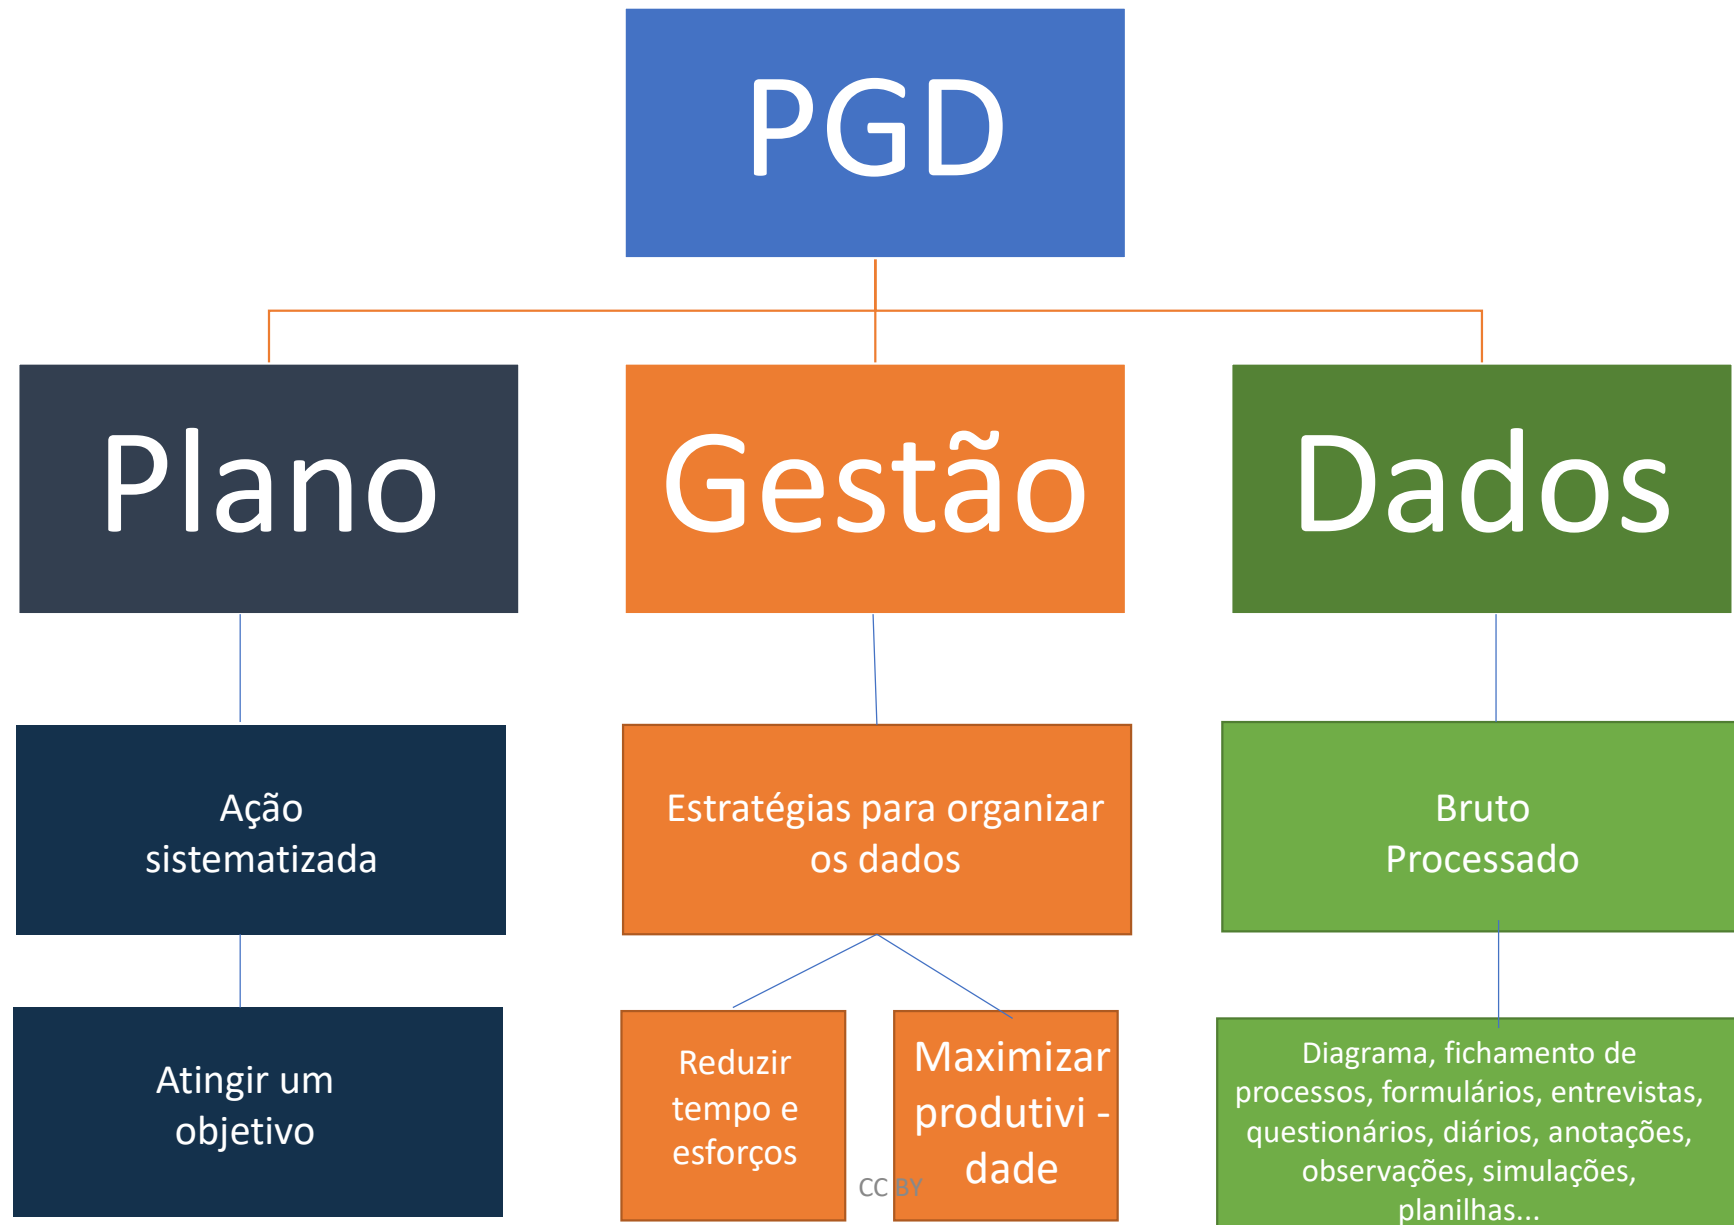 PGD
Plano
Gestão
Dados
Ação
sistematizada
Estratégias para organizar
os dados
Bruto
Processado
Atingir um
objetivo
Reduzir
tempo e
esforços
Maximizar
produtivi -
dade
Diagrama, fichamento de
processos, formulários, entrevistas,
questionários, diários, anotações,
observações, simulações,
planilhas...
CC BY